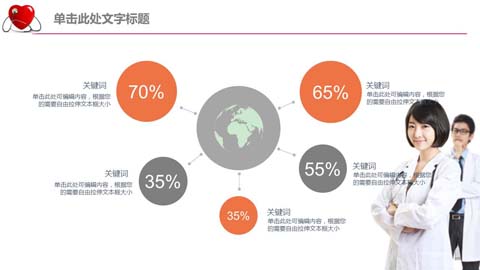 单击此处文字标题
70%
关键词
单击此处可编辑内容，根据您
的需要自由拉伸文本框大小
65%
关键词
单击此处可编辑内容，根据您
的需要自由拉伸文本框大小
35%
关键词
单击此处可编辑内容，根据您
的需要自由拉伸文本框大小
55%
关键词
单击此处可编辑内容，根据您
的需要自由拉伸文本框大小
35%
关键词
单击此处可编辑内容，根据您
的需要自由拉伸文本框大小